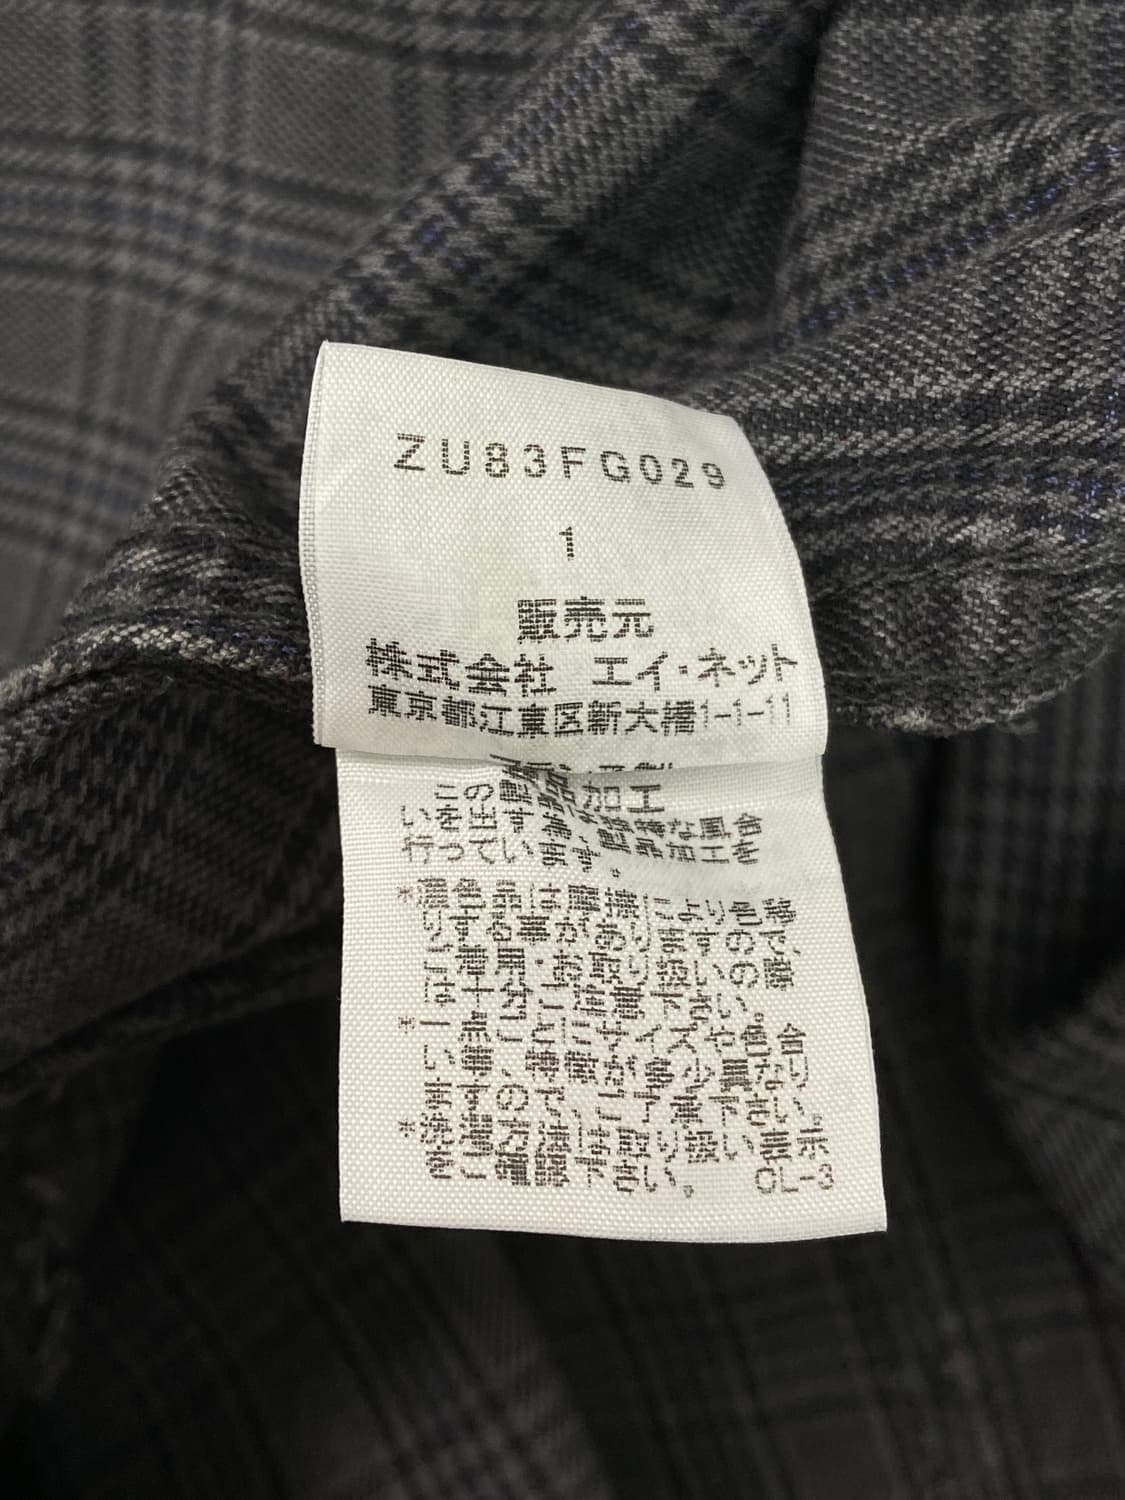 ZU83FG029
1
販売元
株式会社 エイ・ネット
東京都江東区新大橋1-1-11
製品加工
この製品は特殊な風合
いを出す為に製品加工を
行っています。
*濃色品は摩擦により色移
りする事がありますので、
ご着用・お取り扱いの際
は十分ご注意下さい。
*一点ごとにサイズや色合
い等、特徴が多少異なり
ますので、ご了承下さい。
*洗濯方法は取り扱い表示
をご確認下さい。 CL-3